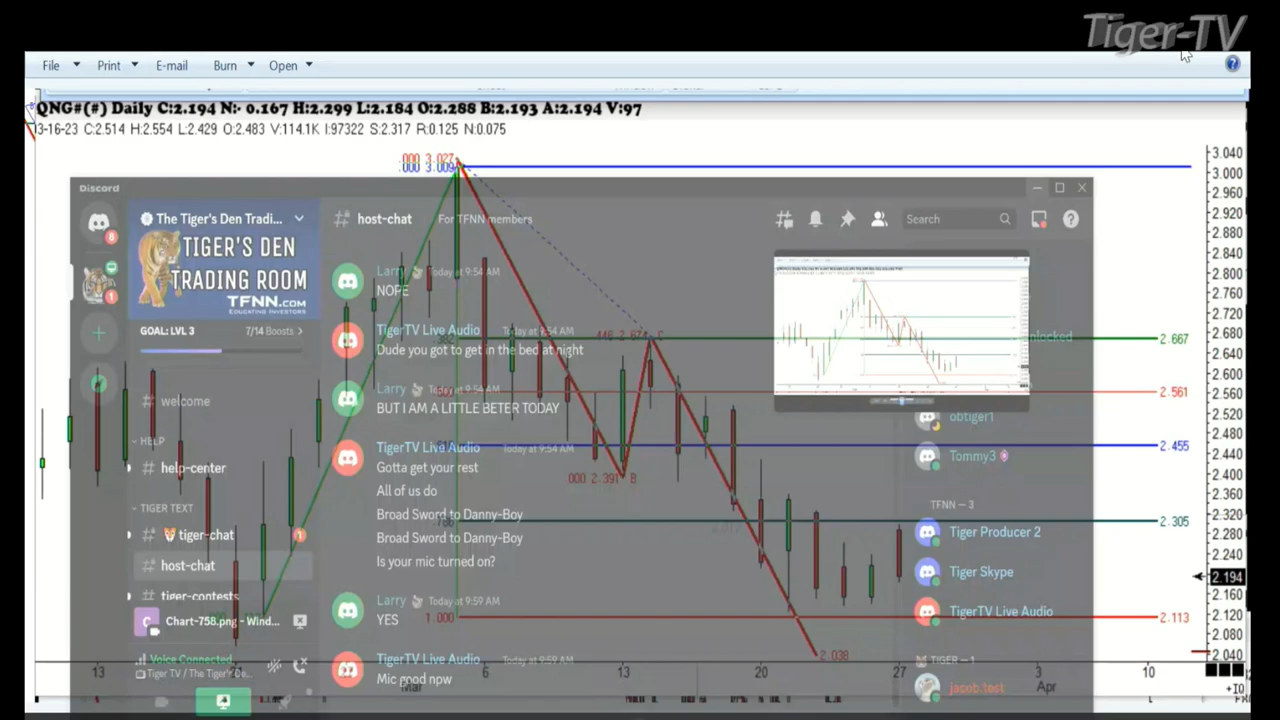 Tiger-TV
File Print E-mail Burn Open
QNG#(#) Daily C:2.194 N:- 0.167 H:2.299 L:2.184 O:2.288 B:2.193 A:2.194 V:97
3-16-23 C:2.514 H:2.554 L:2.429 O:2.483 V:114.1K I:97322 S:2.317 R:0.125 N:0.075
.000 3.027
.000 3.009
Discord
The Tiger's Den Tradi...
TIGER'S DEN
TRADING ROOM
TFNN.COM
EDUCATING INVESTORS
GOAL: LVL 3 7/14 Boosts
welcome
HELP
help-center
TIGER TEXT
tiger-chat
host-chat
tiger-contests
Chart-758.png - Wind...
Voice Connected
Tiger TV / The Tiger's De...
host-chat For TFNN members
Search
Larry Today at 9:54 AM
NOPE
TigerTV Live Audio Today at 9:54 AM
Dude you got to get in the bed at night
Larry Today at 9:54 AM
BUT I AM A LITTLE BETER TODAY
TigerTV Live Audio Today at 9:54 AM
Gotta get your rest
All of us do
Broad Sword to Danny-Boy
Broad Sword to Danny-Boy
Is your mic turned on?
Larry Today at 9:59 AM
YES
TigerTV Live Audio Today at 9:59 AM
Mic good npw
obtiger1
Tommy3
TFNN — 3
Tiger Producer 2
Tiger Skype
TigerTV Live Audio
TIGER — 1
jacob.test
C
000 2.391 B
1.000
2.038
2.667
2.561
2.455
2.305
2.113
3.040
3.000
2.960
2.920
2.880
2.840
2.800
2.760
2.720
2.680
2.640
2.600
2.560
2.520
2.480
2.440
2.400
2.360
2.320
2.280
2.240
2.194
2.160
2.120
2.080
2.040
+10
13 Mar 6 13 20 27 3 Apr 10